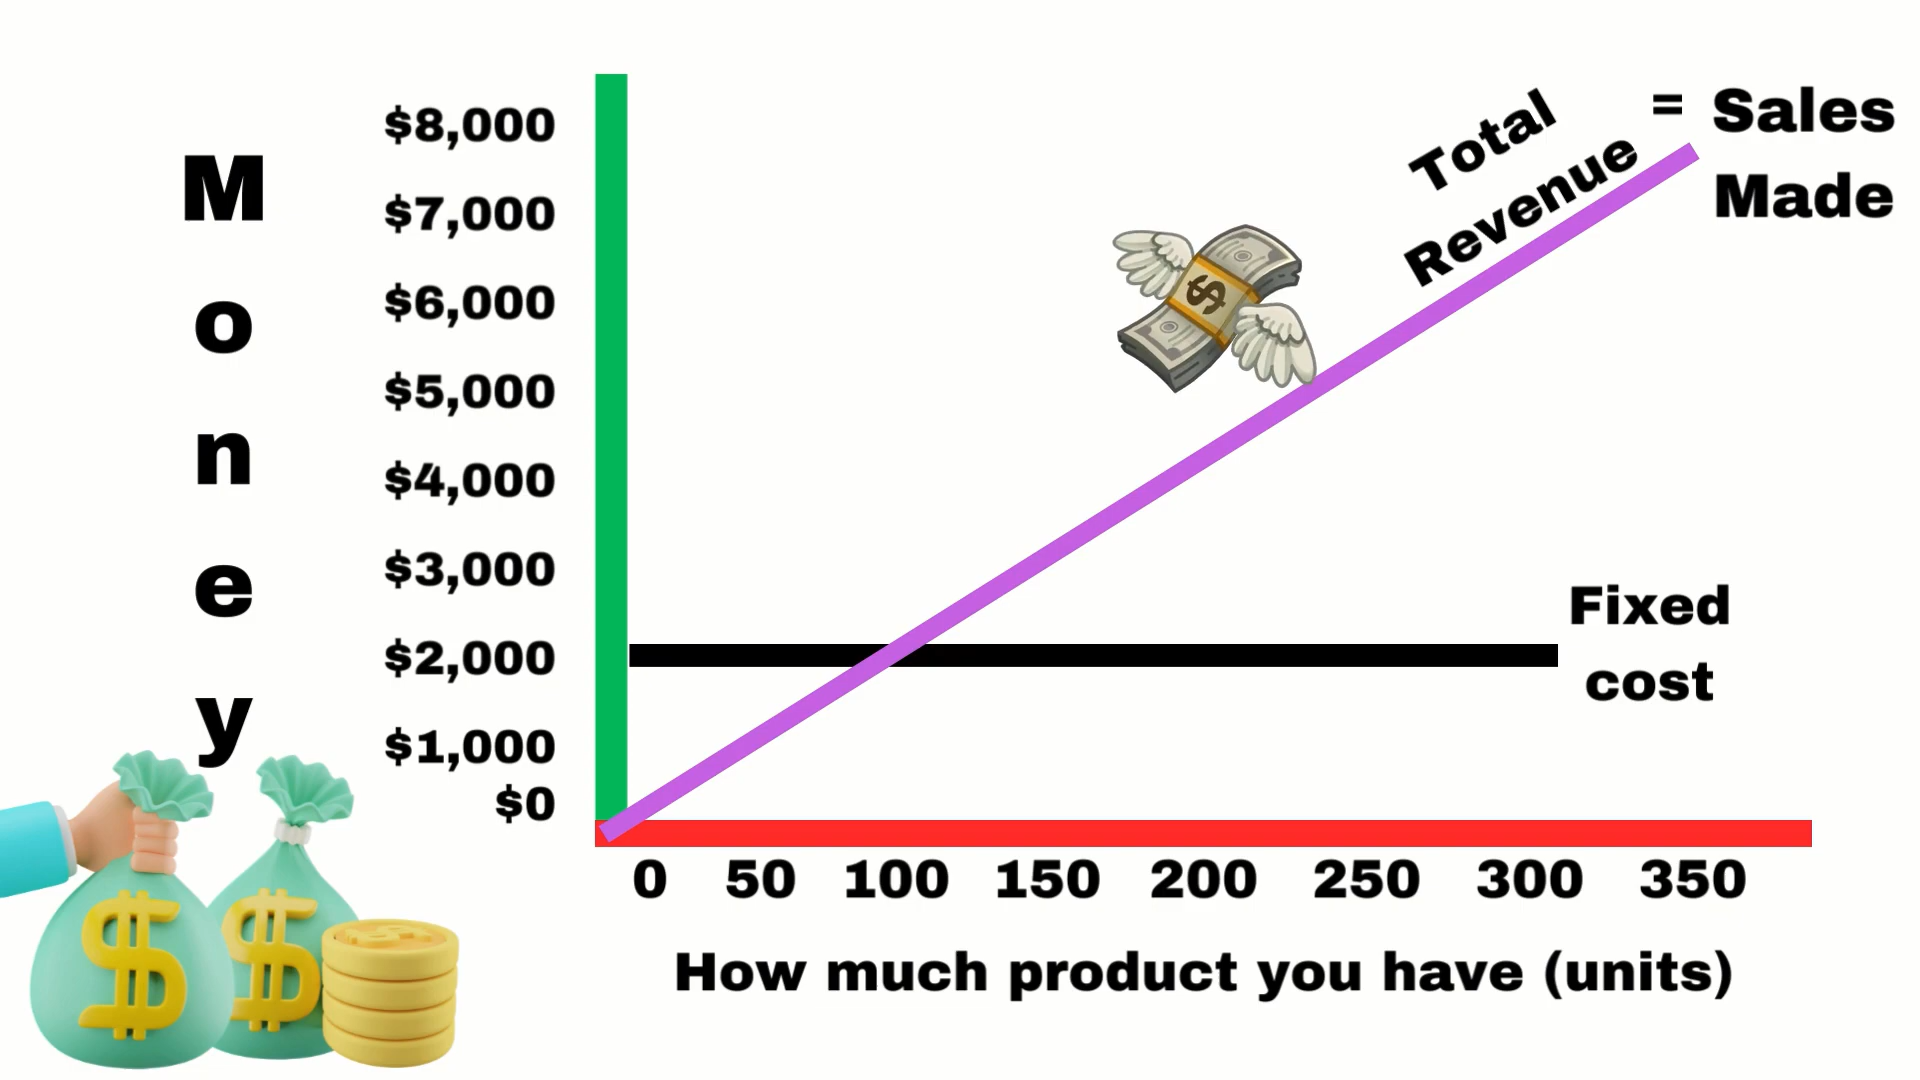 M
o
n
e
y
$8,000
$7,000
$6,000
$5,000
$4,000
$3,000
$2,000
$1,000
$0
Total
Revenue
= Sales
Made
$
Fixed
cost
0 50 100 150 200 250 300 350
How much product you have (units)
$ $